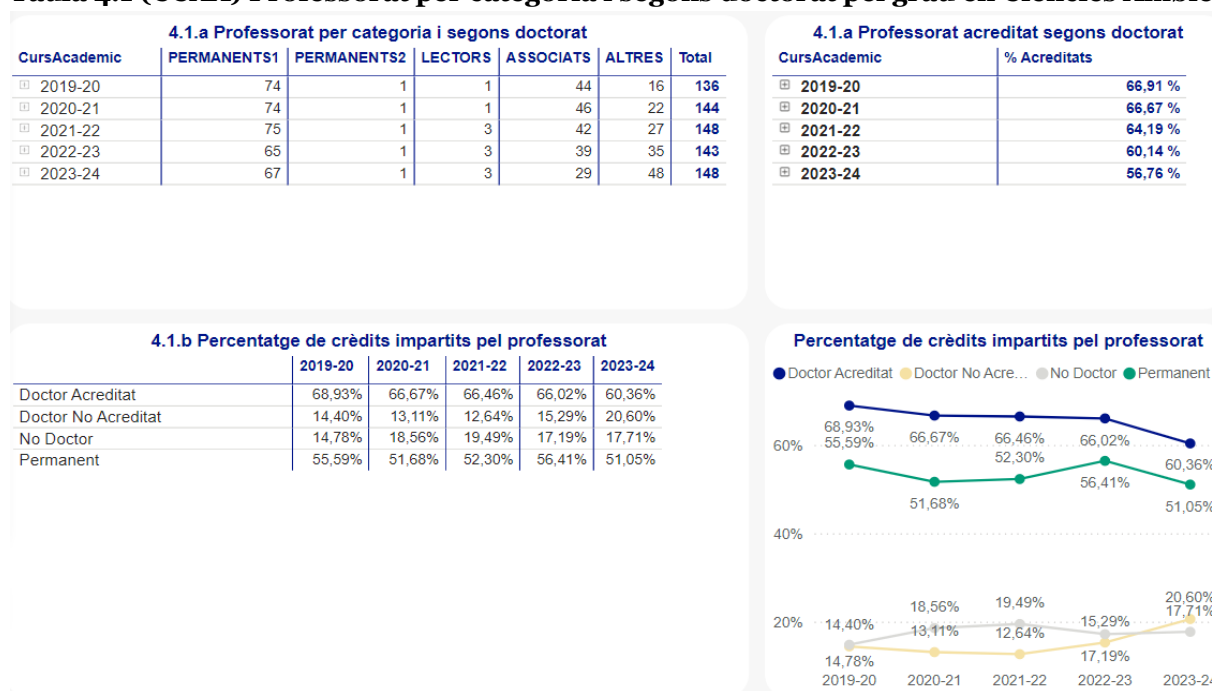 4.1.a Professorat per categoria i segons doctorat
CursAcademic PERMANENTS1 PERMANENTS2 LECTORS ASSOCIATS ALTRES Total
2019-20 74 1 1 44 16 136
2020-21 74 1 1 46 22 144
2021-22 75 1 3 42 27 148
2022-23 65 1 3 39 35 143
2023-24 67 1 3 29 48 148
4.1.a Professorat acreditat segons doctorat
CursAcademic % Acreditats
2019-20 66,91 %
2020-21 66,67 %
2021-22 64,19 %
2022-23 60,14 %
2023-24 56,76 %
4.1.b Percentatge de crèdits impartits pel professorat
2019-20 2020-21 2021-22 2022-23 2023-24
Doctor Acreditat 68,93% 66,67% 66,46% 66,02% 60,36%
Doctor No Acreditat 14,40% 13,11% 12,64% 15,29% 20,60%
No Doctor 14,78% 18,56% 19,49% 17,19% 17,71%
Permanent 55,59% 51,68% 52,30% 56,41% 51,05%
Percentatge de crèdits impartits pel professorat
Doctor Acreditat Doctor No Acre... No Doctor Permanent
68,93% 66,67% 66,46% 66,02% 60,36%
60% 55,59% 51,68% 52,30% 56,41% 51,05%
40%
20% 14,40% 18,56% 19,49% 15,29% 20,60%
14,78% 13,11% 12,64% 17,19% 17,71%
2019-20 2020-21 2021-22 2022-23 2023-24